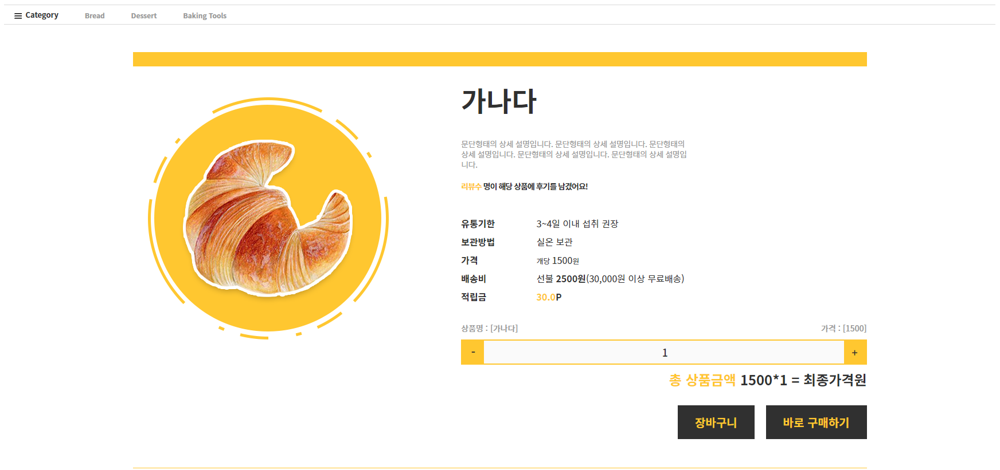 Category Bread Dessert Baking Tools
가나다
문단형태의 상세 설명입니다. 문단형태의 상세 설명입니다. 문단형태의
상세 설명입니다. 문단형태의 상세 설명입니다. 문단형태의 상세 설명입
니다.
리뷰수 명이 해당 상품에 후기를 남겼어요!
유통기한 3~4일 이내 섭취 권장
보관방법 실온 보관
가격 개당 1500원
배송비 선불 2500원(30,000원 이상 무료배송)
적립금 30.0P
상품명 : [가나다] 가격 : [1500]
- 1 +
총 상품금액 1500*1 = 최종가격원
장바구니 바로 구매하기